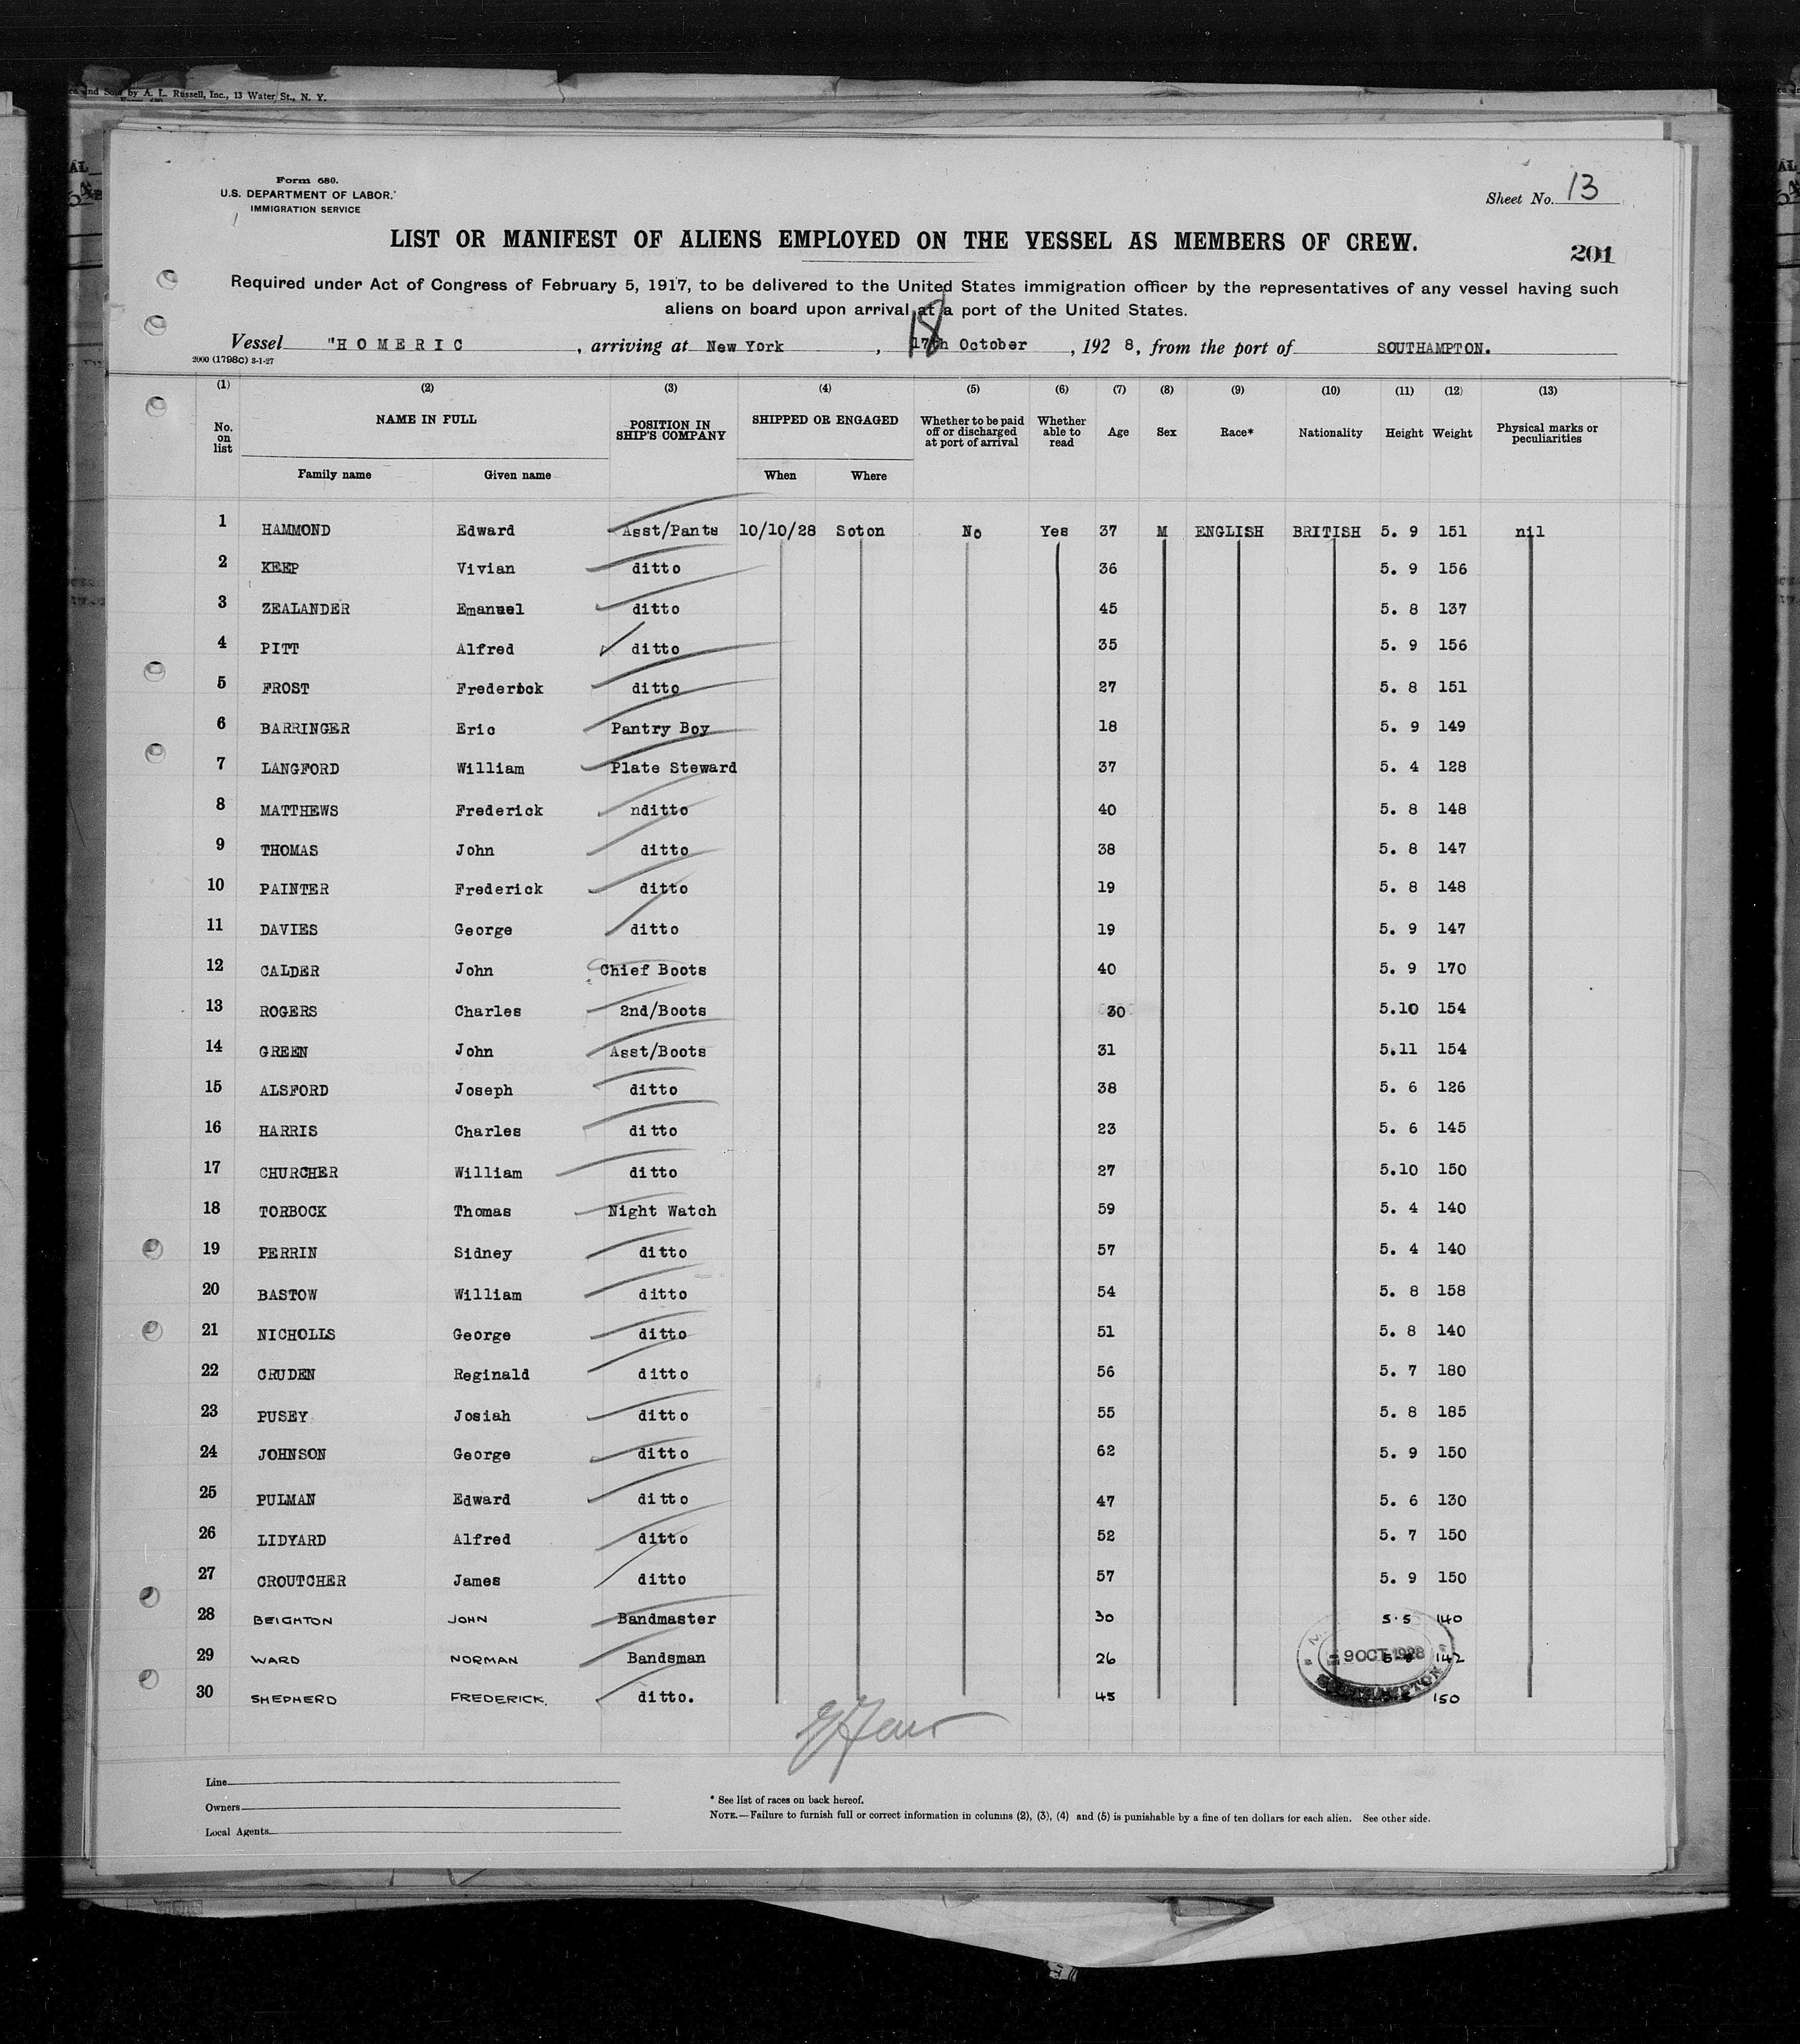 ed and Sold by A. L. Russell, Inc., 13 Water St., N. Y.
Form 680.
U.S. DEPARTMENT OF LABOR.
IMMIGRATION SERVICE
Sheet No. 13
LIST OR MANIFEST OF ALIENS EMPLOYED ON THE VESSEL AS MEMBERS OF CREW.
201
Required under Act of Congress of February 5, 1917, to be delivered to the United States immigration officer by the representatives of any vessel having such
aliens on board upon arrival at a port of the United States.
18
Vessel "HOMERIC , arriving at New York , 17th October , 192 8, from the port of SOUTHAMPTON.
2000 (1798C) 3-1-27
(1) (2) (3) (4) (5) (6) (7) (8) (9) (10) (11) (12) (13)
No. on list NAME IN FULL POSITION IN SHIP'S COMPANY SHIPPED OR ENGAGED Whether to be paid off or discharged at port of arrival Whether able to read Age Sex Race* Nationality Height Weight Physical marks or peculiarities
Family name Given name When Where
1 HAMMOND Edward Asst/Pants 10/10/28 Soton No Yes 37 M ENGLISH BRITISH 5. 9 151 nil
2 KEEP Vivian ditto 36 5. 9 156
3 ZEALANDER Emanuel ditto 45 5. 8 137
4 PITT Alfred ditto 35 5. 9 156
5 FROST Frederbck ditto 27 5. 8 151
6 BARRINGER Eric Pantry Boy 18 5. 9 149
7 LANGFORD William Plate Steward 37 5. 4 128
8 MATTHEWS Frederick nditto 40 5. 8 148
9 THOMAS John ditto 38 5. 8 147
10 PAINTER Frederick ditto 19 5. 8 148
11 DAVIES George ditto 19 5. 9 147
12 CALDER John Chief Boots 40 5. 9 170
13 ROGERS Charles 2nd/Boots 30 5.10 154
14 GREEN John Asst/Boots 31 5.11 154
15 ALSFORD Joseph ditto 38 5. 6 126
16 HARRIS Charles ditto 23 5. 6 145
17 CHURCHER William ditto 27 5.10 150
18 TORBOCK Thomas Night Watch 59 5. 4 140
19 PERRIN Sidney ditto 57 5. 4 140
20 BASTOW William ditto 54 5. 8 158
21 NICHOLLS George ditto 51 5. 8 140
22 CRUDEN Reginald ditto 56 5. 7 180
23 PUSEY Josiah ditto 55 5. 8 185
24 JOHNSON George ditto 62 5. 9 150
25 PULMAN Edward ditto 47 5. 6 130
26 LIDYARD Alfred ditto 52 5. 7 150
27 CROUTCHER James ditto 57 5. 9 150
28 BEIGHTON JOHN Bandmaster 30 5.5 140
29 WARD NORMAN Bandsman 26 142
9 OCT 1928
30 SHEPHERD FREDERICK. ditto. 45 150
Line
Owners
Local Agents
* See list of races on back hereof.
NOTE.—Failure to furnish full or correct information in columns (2), (3), (4) and (5) is punishable by a fine of ten dollars for each alien. See other side.